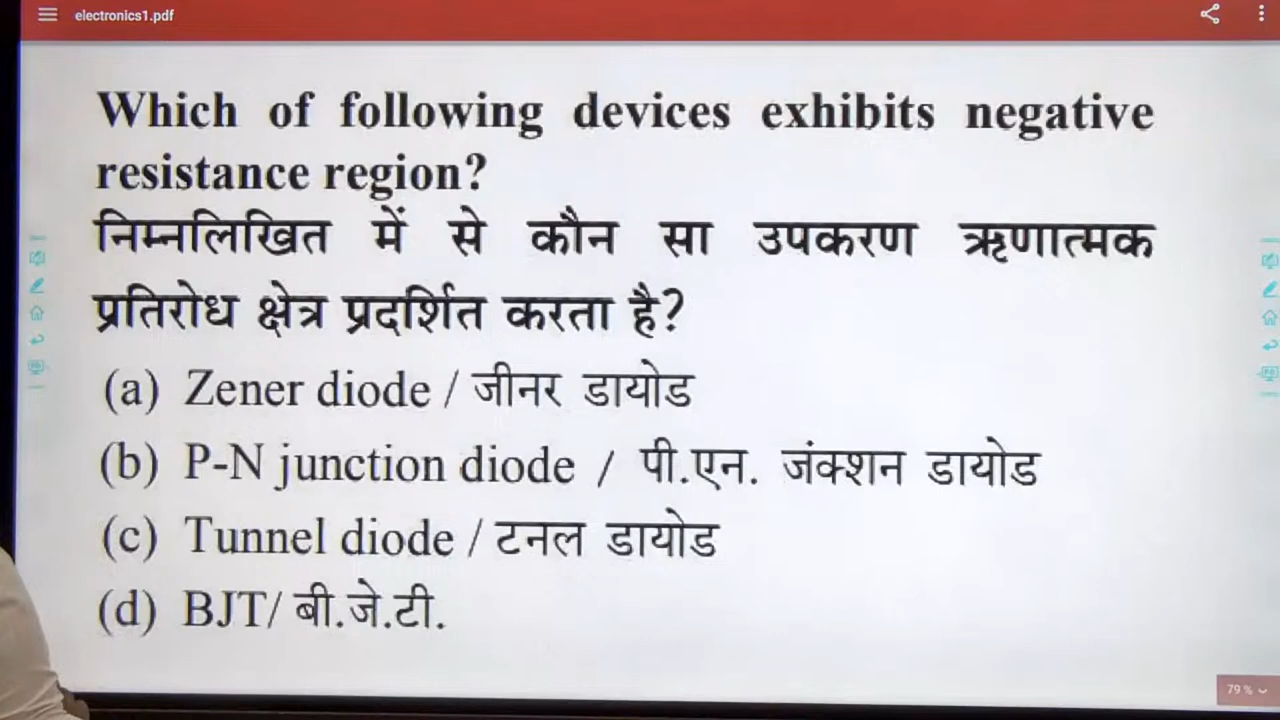 electronics1.pdf
Which of following devices exhibits negative
resistance region?
निम्नलिखित में से कौन सा उपकरण ऋणात्मक
प्रतिरोध क्षेत्र प्रदर्शित करता है?
(a) Zener diode / जीनर डायोड
(b) P-N junction diode / पी.एन. जंक्शन डायोड
(c) Tunnel diode / टनल डायोड
(d) BJT/ बी.जे.टी.
79 %